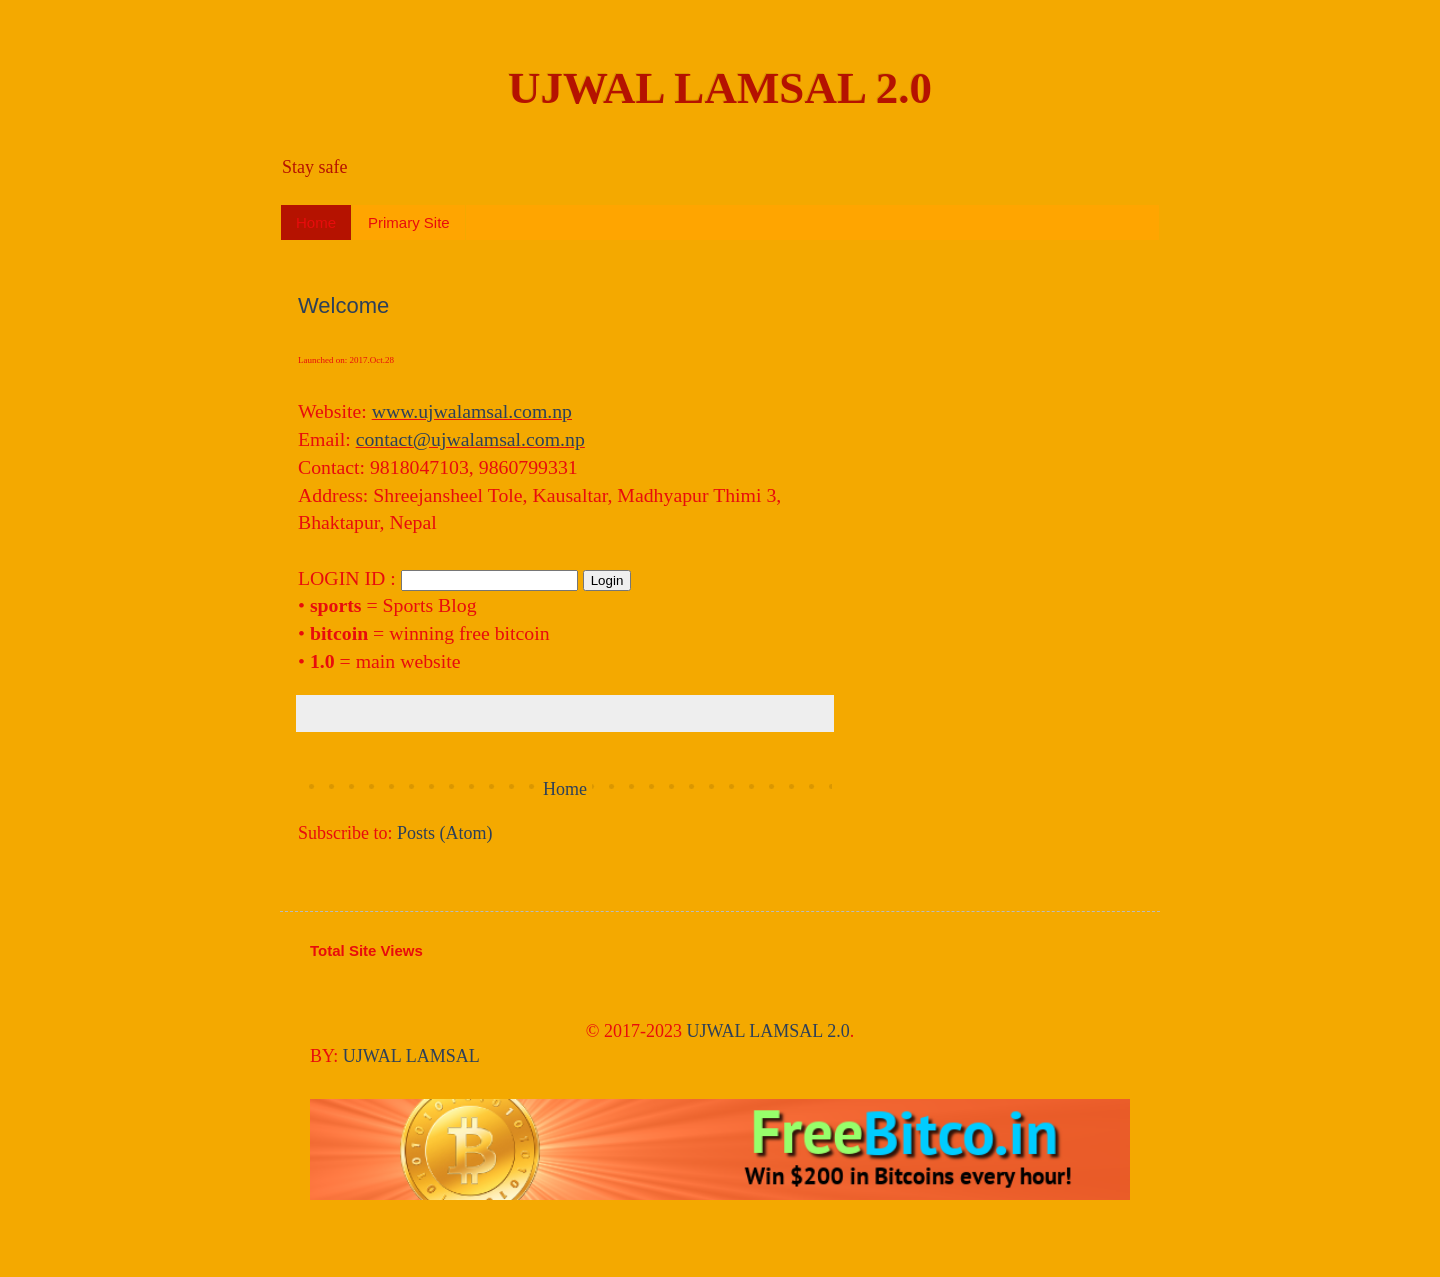 UJWAL LAMSAL 2.0
Stay safe
Home
Primary Site
Welcome
Launched on: 2017.Oct.28
Website: www.ujwalamsal.com.np
Email: contact@ujwalamsal.com.np
Contact: 9818047103, 9860799331
Address: Shreejansheel Tole, Kausaltar, Madhyapur Thimi 3,
Bhaktapur, Nepal
LOGIN ID : Login
• sports = Sports Blog
• bitcoin = winning free bitcoin
• 1.0 = main website
Home
Subscribe to: Posts (Atom)
Total Site Views
© 2017-2023 UJWAL LAMSAL 2.0.
BY: UJWAL LAMSAL
FreeBitco.in
Win $200 in Bitcoins every hour!